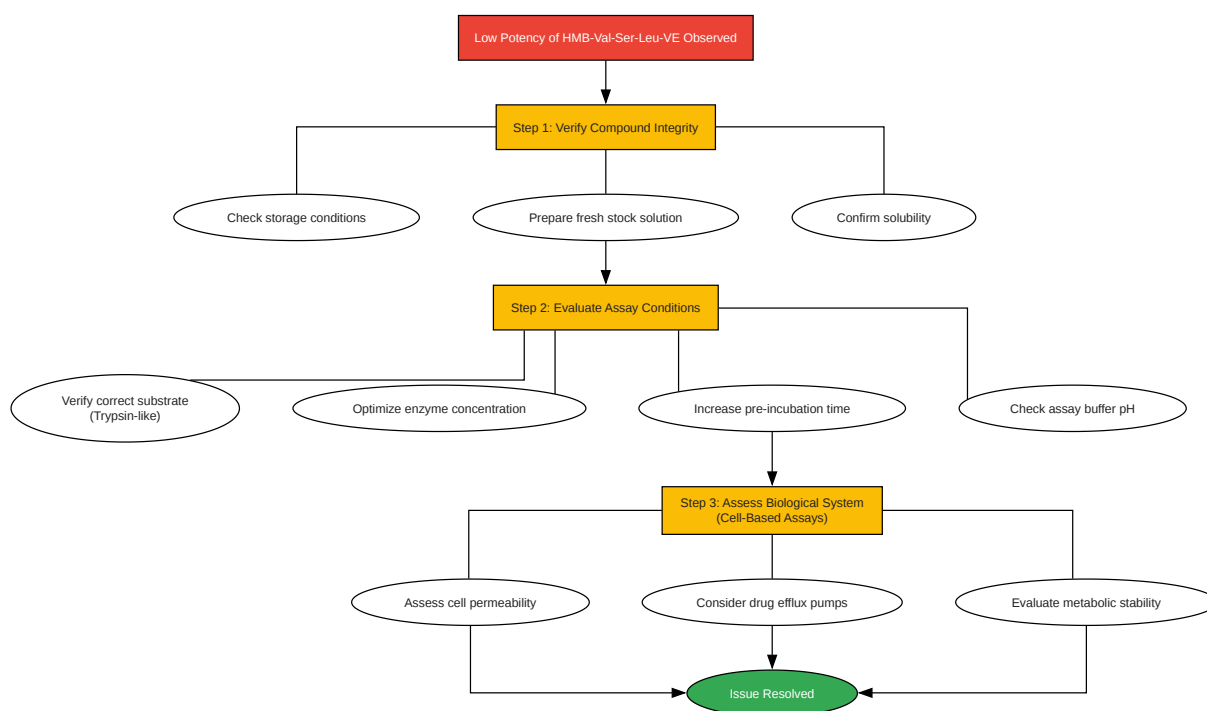 Low Potency of HMB-Val-Ser-Leu-VE Observed
Step 1: Verify Compound Integrity
Check storage conditions
Prepare fresh stock solution
Confirm solubility
Step 2: Evaluate Assay Conditions
Verify correct substrate
(Trypsin-like)
Optimize enzyme concentration
Increase pre-incubation time
Check assay buffer pH
Step 3: Assess Biological System
(Cell-Based Assays)
Assess cell permeability
Consider drug efflux pumps
Evaluate metabolic stability
Issue Resolved